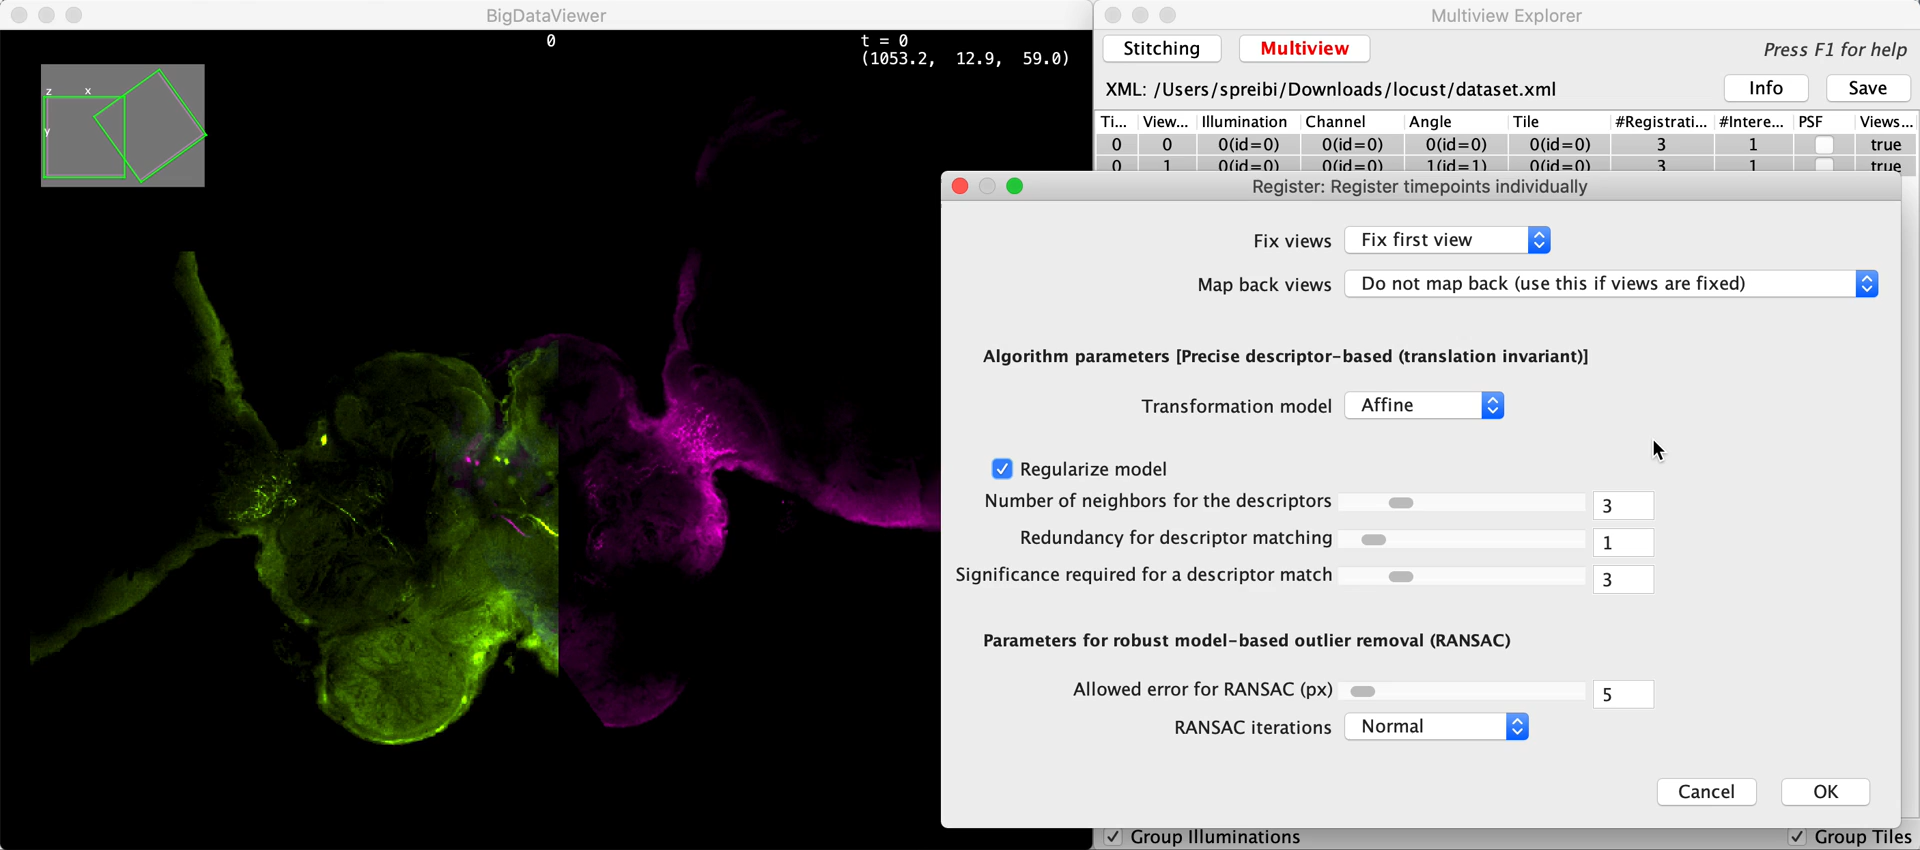 BigDataViewer
0
t = 0
(1053.2, 12.9, 59.0)
z x
y
Multiview Explorer
Stitching Multiview Press F1 for help
XML: /Users/spreibi/Downloads/locust/dataset.xml Info Save
Ti... View... Illumination Channel Angle Tile #Registrati... #Intere... PSF Views...
0 0 0(id=0) 0(id=0) 0(id=0) 0(id=0) 3 1 true
0 1 0(id=0) 0(id=0) 1(id=1) 0(id=0) 3 1 true
Register: Register timepoints individually
Fix views Fix first view
Map back views Do not map back (use this if views are fixed)
Algorithm parameters [Precise descriptor-based (translation invariant)]
Transformation model Affine
Regularize model
Number of neighbors for the descriptors 3
Redundancy for descriptor matching 1
Significance required for a descriptor match 3
Parameters for robust model-based outlier removal (RANSAC)
Allowed error for RANSAC (px) 5
RANSAC iterations Normal
Cancel OK
Group Illuminations Group Tiles